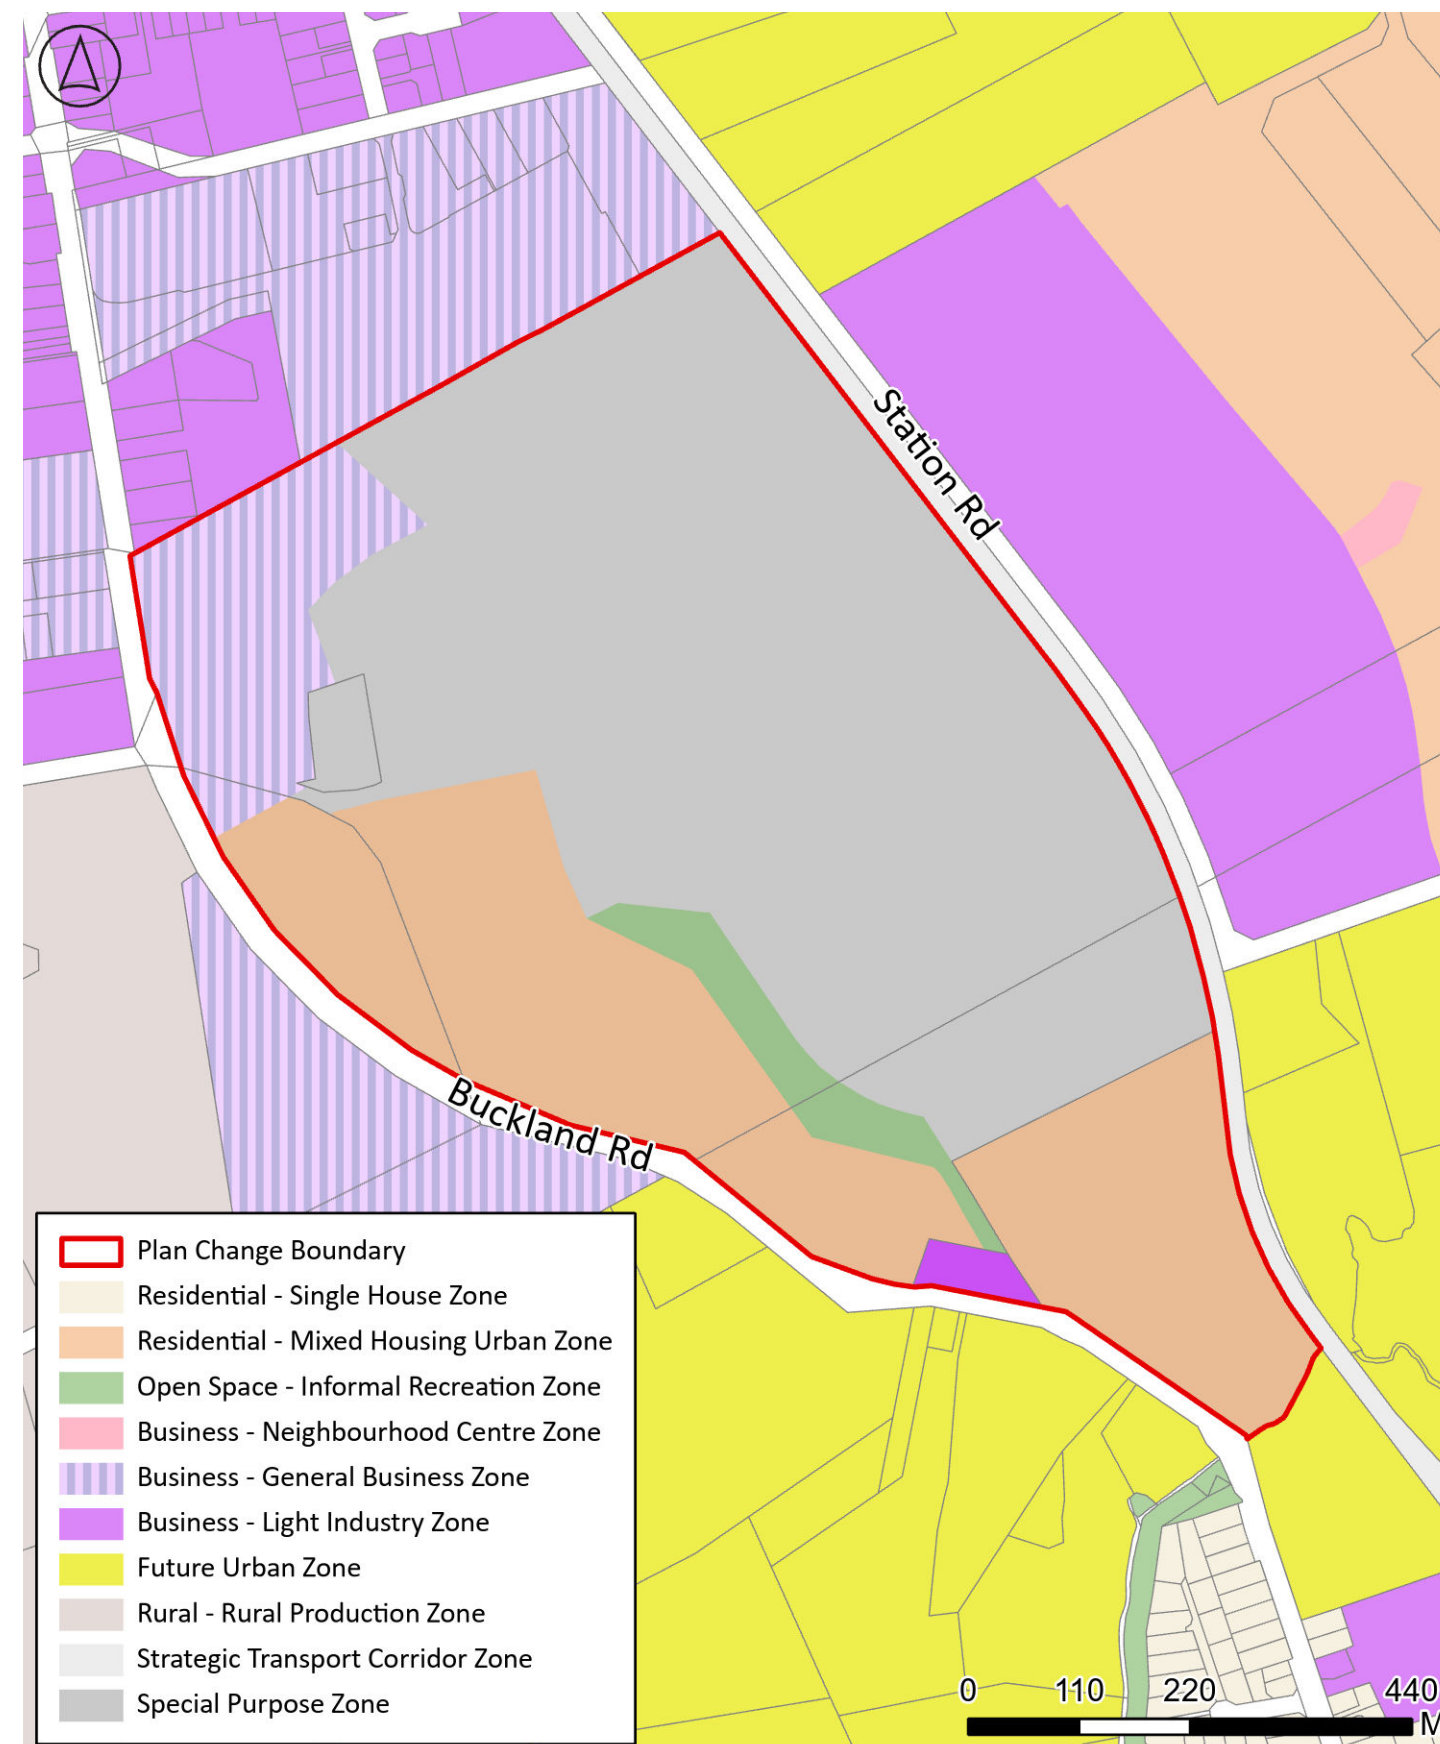 Station Rd
Buckland Rd
Plan Change Boundary
Residential - Single House Zone
Residential - Mixed Housing Urban Zone
Open Space - Informal Recreation Zone
Business - Neighbourhood Centre Zone
Business - General Business Zone
Business - Light Industry Zone
Future Urban Zone
Rural - Rural Production Zone
Strategic Transport Corridor Zone
Special Purpose Zone
0 110 220 440
M